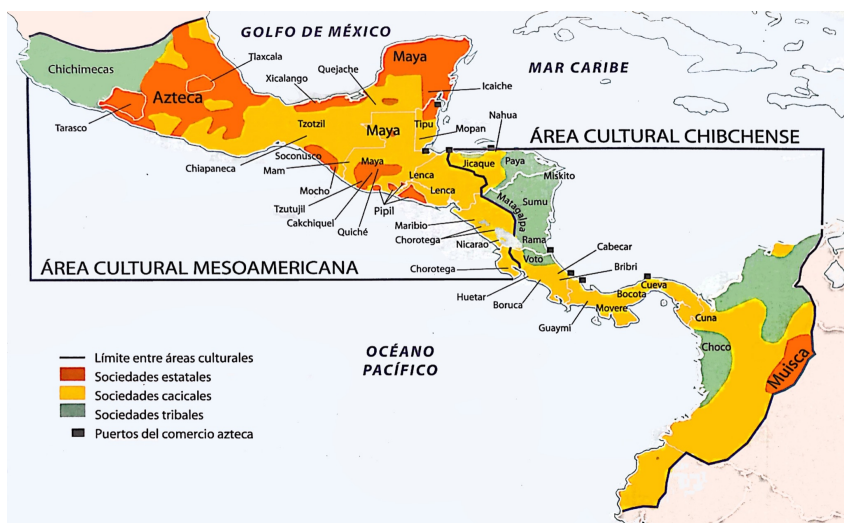 GOLFO DE MÉXICO
MAR CARIBE
OCÉANO
PACÍFICO
ÁREA CULTURAL CHIBCHENSE
ÁREA CULTURAL MESOAMERICANA
Chichimecas
Tlaxcala
Azteca
Tarasco
Xicalango
Quejache
Maya
Icaiche
Tzotzil
Maya
Tipu
Mopan
Nahua
Chiapaneca
Soconusco
Mam
Maya
Mocho
Tzutujil
Cakchiquel
Quiché
Pipil
Lenca
Lenca
Jicaque
Paya
Miskito
Sumu
Matagalpa
Rama
Voto
Maribio
Chorotega
Nicarao
Chorotega
Huetar
Boruca
Cabecar
Bribri
Guaymi
Movere
Bocota
Cueva
Cuna
Choco
Muisca
Límite entre áreas culturales
Sociedades estatales
Sociedades cacicales
Sociedades tribales
Puertos del comercio azteca